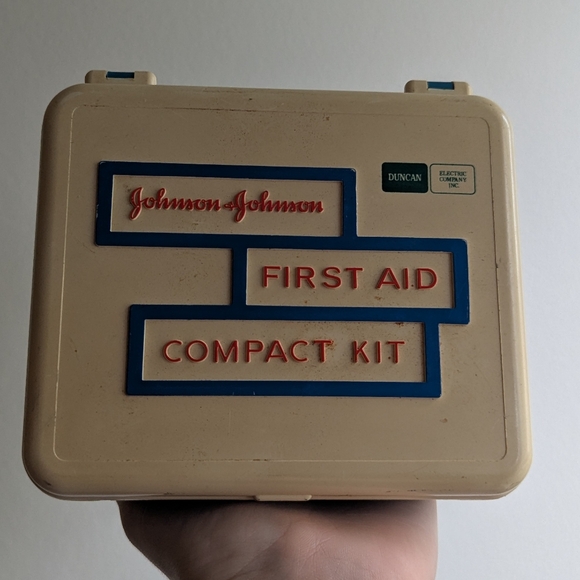 DUNCAN
ELECTRIC
COMPANY
INC.
Johnson & Johnson
FIRST AID
COMPACT KIT